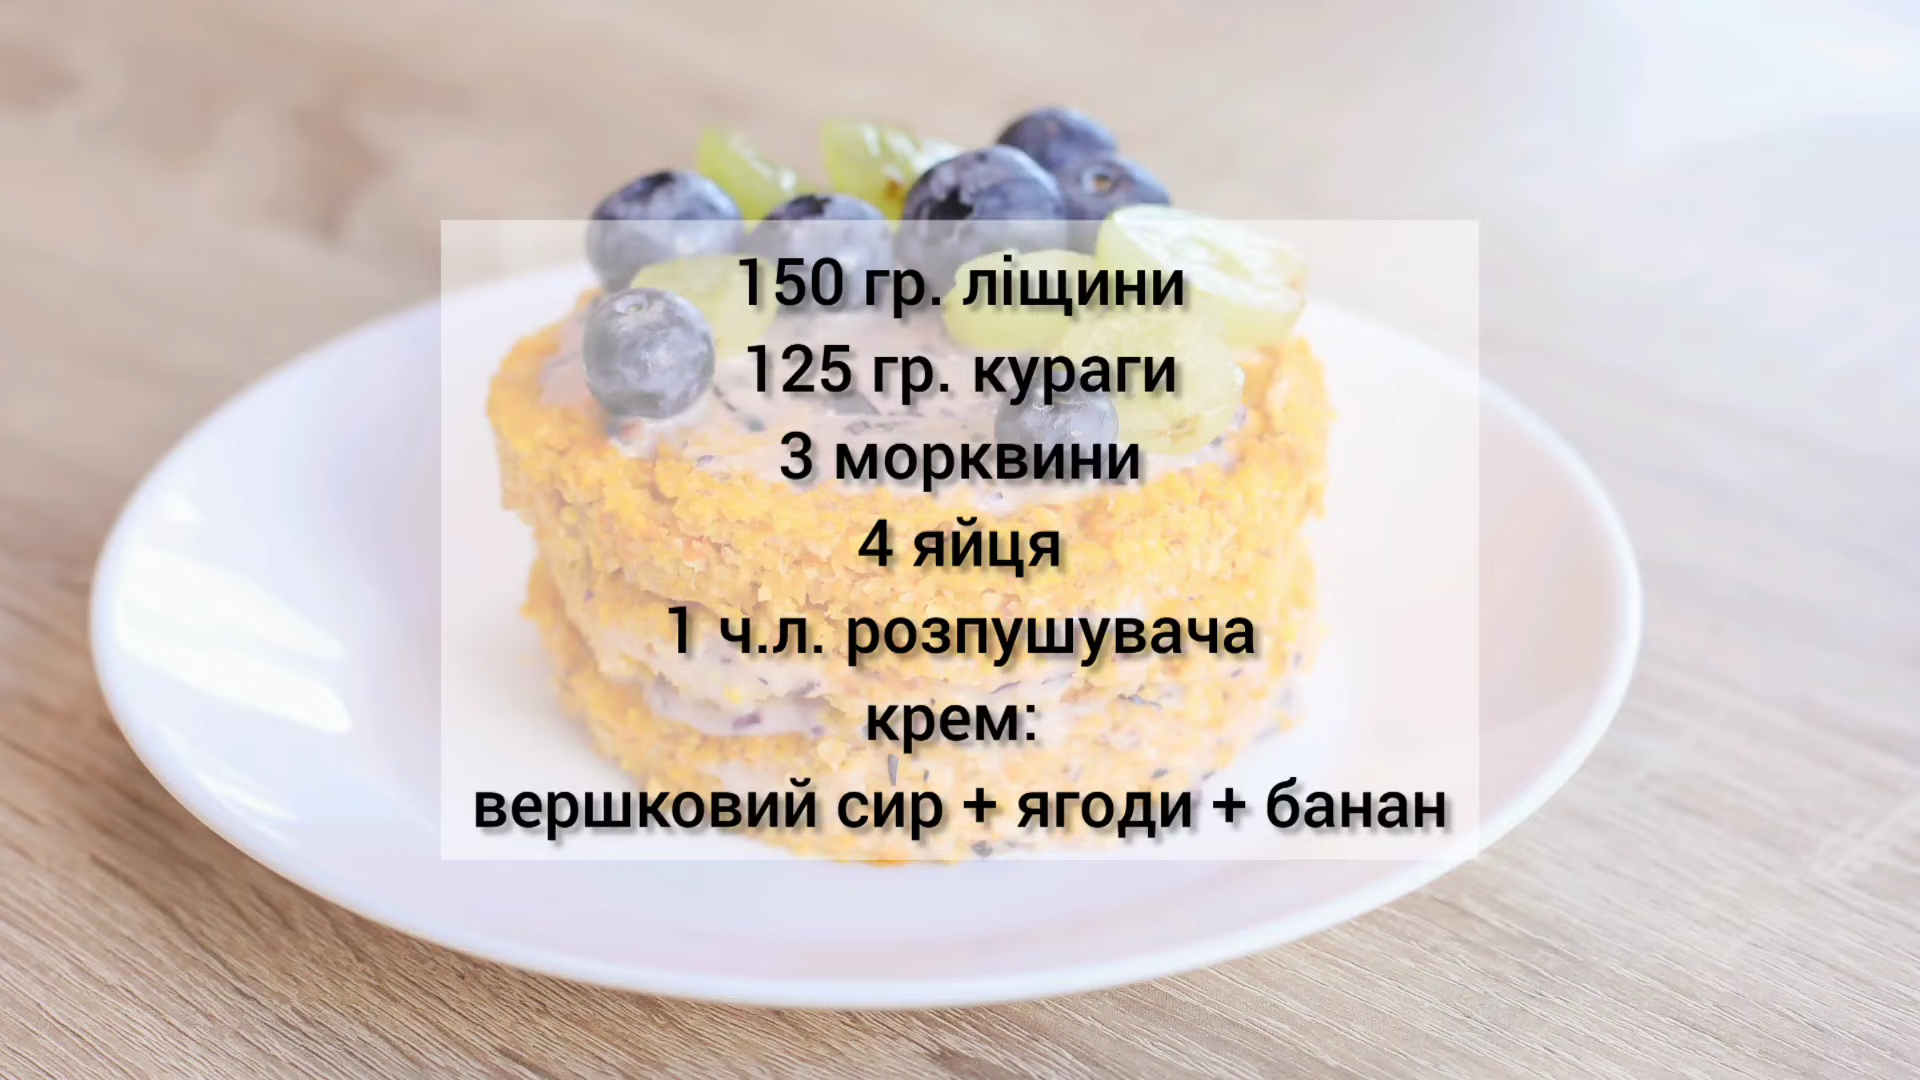 150 гр. ліщини
125 гр. кураги
3 морквини
4 яйця
1 ч.л. розпушувача
крем:
вершковий сир + ягоди + банан